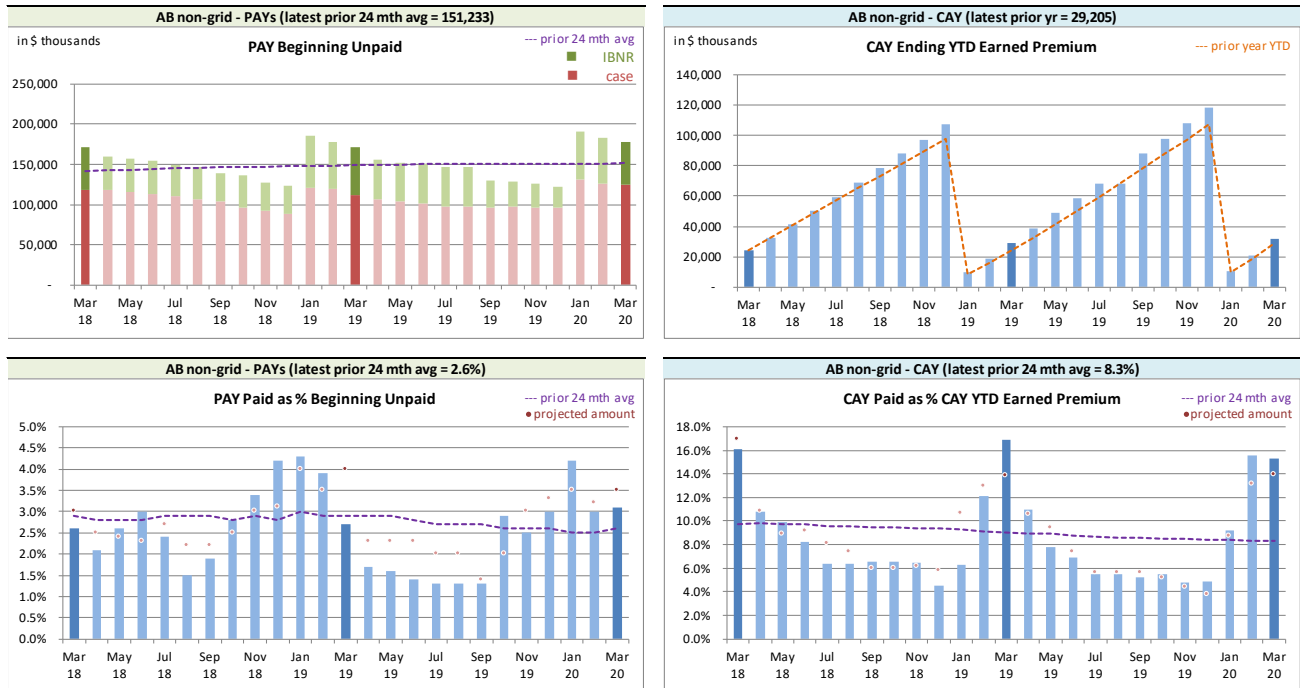 AB non-grid - PAYs (latest prior 24 mth avg = 151,233)
in $ thousands
PAY Beginning Unpaid
--- prior 24 mth avg
IBNR
case
250,000
200,000
150,000
100,000
50,000
-
Mar May Jul Sep Nov Jan Mar May Jul Sep Nov Jan Mar
18 18 18 18 18 19 19 19 19 19 19 20 20
AB non-grid - CAY (latest prior yr = 29,205)
in $ thousands
CAY Ending YTD Earned Premium
--- prior year YTD
140,000
120,000
100,000
80,000
60,000
40,000
20,000
-
Mar May Jul Sep Nov Jan Mar May Jul Sep Nov Jan Mar
18 18 18 18 18 19 19 19 19 19 19 20 20
AB non-grid - PAYs (latest prior 24 mth avg = 2.6%)
PAY Paid as % Beginning Unpaid
--- prior 24 mth avg
projected amount
5.0%
4.5%
4.0%
3.5%
3.0%
2.5%
2.0%
1.5%
1.0%
0.5%
0.0%
Mar May Jul Sep Nov Jan Mar May Jul Sep Nov Jan Mar
18 18 18 18 18 19 19 19 19 19 19 20 20
AB non-grid - CAY (latest prior 24 mth avg = 8.3%)
CAY Paid as % CAY YTD Earned Premium
--- prior 24 mth avg
projected amount
18.0%
16.0%
14.0%
12.0%
10.0%
8.0%
6.0%
4.0%
2.0%
0.0%
Mar May Jul Sep Nov Jan Mar May Jul Sep Nov Jan Mar
18 18 18 18 18 19 19 19 19 19 19 20 20